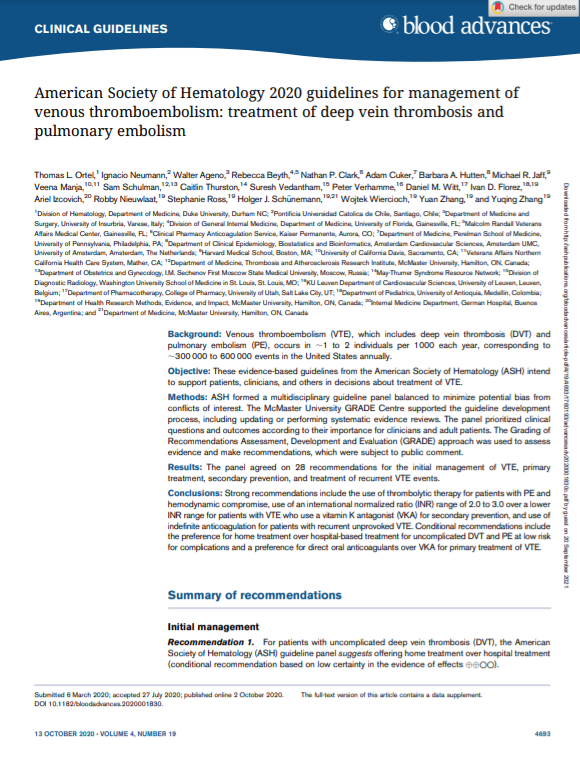 Check for updates
CLINICAL GUIDELINES
blood advances®
American Society of Hematology 2020 guidelines for management of
venous thromboembolism: treatment of deep vein thrombosis and
pulmonary embolism
Thomas L. Ortel,1 Ignacio Neumann,2 Walter Ageno,3 Rebecca Beyth,4,5 Nathan P. Clark,6 Adam Cuker,7 Barbara A. Hutten,8 Michael R. Jaff,9
Veena Manja,10,11 Sam Schulman,12,13 Caitlin Thurston,14 Suresh Vedantham,15 Peter Verhamme,16 Daniel M. Witt,17 Ivan D. Florez,18,19
Ariel Izcovich,20 Robby Nieuwlaat,19 Stephanie Ross,19 Holger J. Schünemann,19,21 Wojtek Wiercioch,19 Yuan Zhang,19 and Yuqing Zhang19
1Division of Hematology, Department of Medicine, Duke University, Durham NC; 2Pontificia Universidad Catolica de Chile, Santiago, Chile; 3Department of Medicine and
Surgery, University of Insurbria, Varese, Italy; 4Division of General Internal Medicine, Department of Medicine, University of Florida, Gainesville, FL; 5Malcolm Randall Veterans
Affairs Medical Center, Gainesville, FL; 6Clinical Pharmacy Anticoagulation Service, Kaiser Permanente, Aurora, CO; 7Department of Medicine, Perelman School of Medicine,
University of Pennsylvania, Philadelphia, PA; 8Department of Clinical Epidemiology, Biostatistics and Bioinformatics, Amsterdam Cardiovascular Sciences, Amsterdam UMC,
University of Amsterdam, Amsterdam, The Netherlands; 9Harvard Medical School, Boston, MA; 10University of California Davis, Sacramento, CA; 11Veterans Affairs Northern
California Health Care System, Mather, CA; 12Department of Medicine, Thrombosis and Atherosclerosis Research Institute, McMaster University, Hamilton, ON, Canada;
13Department of Obstetrics and Gynecology, I.M. Sechenov First Moscow State Medical University, Moscow, Russia; 14May-Thurner Syndrome Resource Network; 15Division of
Diagnostic Radiology, Washington University School of Medicine in St. Louis, St. Louis, MO; 16KU Leuven Department of Cardiovascular Sciences, University of Leuven, Leuven,
Belgium; 17Department of Pharmacotherapy, College of Pharmacy, University of Utah, Salt Lake City, UT; 18Department of Pediatrics, University of Antioquia, Medellin, Colombia;
19Department of Health Research Methods, Evidence, and Impact, McMaster University, Hamilton, ON, Canada; 20Internal Medicine Department, German Hospital, Buenos
Aires, Argentina; and 21Department of Medicine, McMaster University, Hamilton, ON, Canada
Background: Venous thromboembolism (VTE), which includes deep vein thrombosis (DVT) and
pulmonary embolism (PE), occurs in ~1 to 2 individuals per 1000 each year, corresponding to
~300 000 to 600 000 events in the United States annually.
Objective: These evidence-based guidelines from the American Society of Hematology (ASH) intend
to support patients, clinicians, and others in decisions about treatment of VTE.
Methods: ASH formed a multidisciplinary guideline panel balanced to minimize potential bias from
conflicts of interest. The McMaster University GRADE Centre supported the guideline development
process, including updating or performing systematic evidence reviews. The panel prioritized clinical
questions and outcomes according to their importance for clinicians and adult patients. The Grading of
Recommendations Assessment, Development and Evaluation (GRADE) approach was used to assess
evidence and make recommendations, which were subject to public comment.
Results: The panel agreed on 28 recommendations for the initial management of VTE, primary
treatment, secondary prevention, and treatment of recurrent VTE events.
Conclusions: Strong recommendations include the use of thrombolytic therapy for patients with PE and
hemodynamic compromise, use of an international normalized ratio (INR) range of 2.0 to 3.0 over a lower
INR range for patients with VTE who use a vitamin K antagonist (VKA) for secondary prevention, and use of
indefinite anticoagulation for patients with recurrent unprovoked VTE. Conditional recommendations include
the preference for home treatment over hospital-based treatment for uncomplicated DVT and PE at low risk
for complications and a preference for direct oral anticoagulants over VKA for primary treatment of VTE.
Summary of recommendations
Initial management
Recommendation 1. For patients with uncomplicated deep vein thrombosis (DVT), the American
Society of Hematology (ASH) guideline panel suggests offering home treatment over hospital treatment
(conditional recommendation based on low certainty in the evidence of effects ⊕⊕○○).
Submitted 6 March 2020; accepted 27 July 2020; published online 2 October 2020.
DOI 10.1182/bloodadvances.2020001830.
The full-text version of this article contains a data supplement.
13 OCTOBER 2020 • VOLUME 4, NUMBER 19
4693
by guest on 20 September 2021